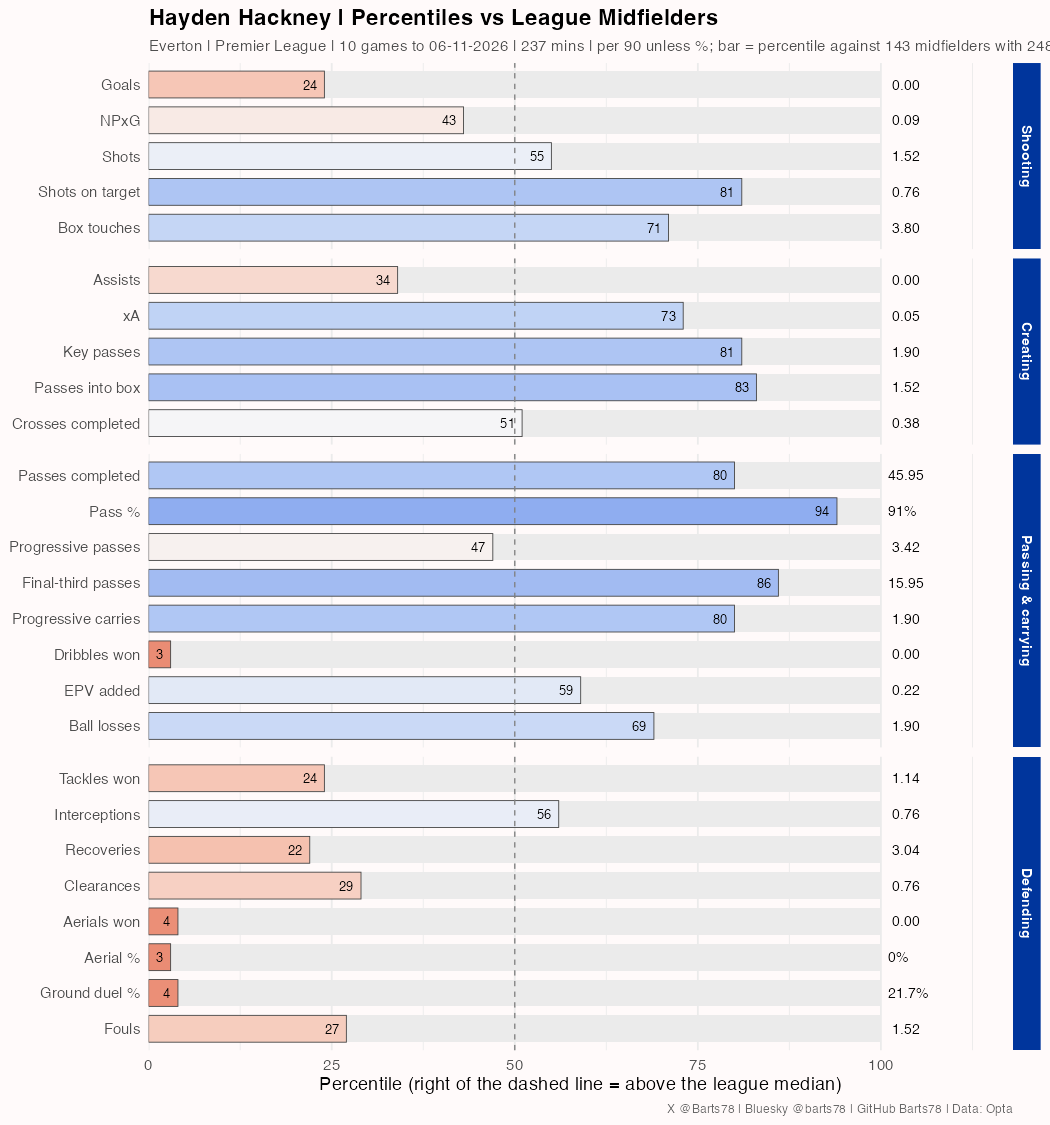 Hayden Hackney | Percentiles vs League Midfielders
Everton | Premier League | 10 games to 06-11-2026 | 237 mins | per 90 unless %; bar = percentile against 143 midfielders with 248
Goals 24 0.00
NPxG 43 0.09
Shots 55 1.52
Shots on target 81 0.76
Box touches 71 3.80
Shooting
Assists 34 0.00
xA 73 0.05
Key passes 81 1.90
Passes into box 83 1.52
Crosses completed 51 0.38
Creating
Passes completed 80 45.95
Pass % 94 91%
Progressive passes 47 3.42
Final-third passes 86 15.95
Progressive carries 80 1.90
Dribbles won 3 0.00
EPV added 59 0.22
Ball losses 69 1.90
Passing & carrying
Tackles won 24 1.14
Interceptions 56 0.76
Recoveries 22 3.04
Clearances 29 0.76
Aerials won 4 0.00
Aerial % 3 0%
Ground duel % 4 21.7%
Fouls 27 1.52
Defending
0 25 50 75 100
Percentile (right of the dashed line = above the league median)
X @Barts78 | Bluesky @barts78 | GitHub Barts78 | Data: Opta